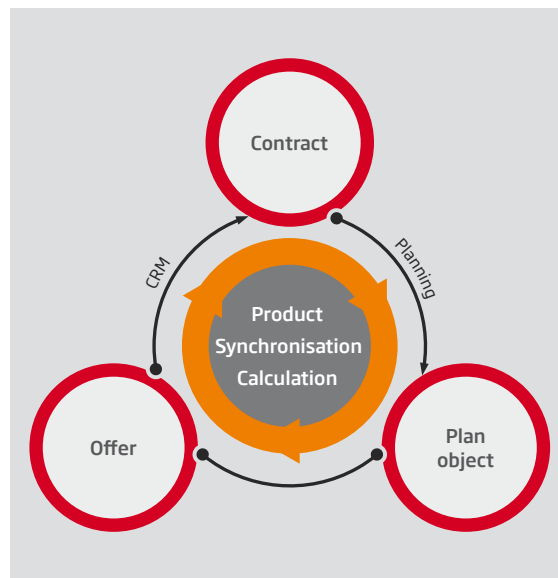 Contract
CRM
Planning
Product
Synchronisation
Calculation
Offer
Plan
object